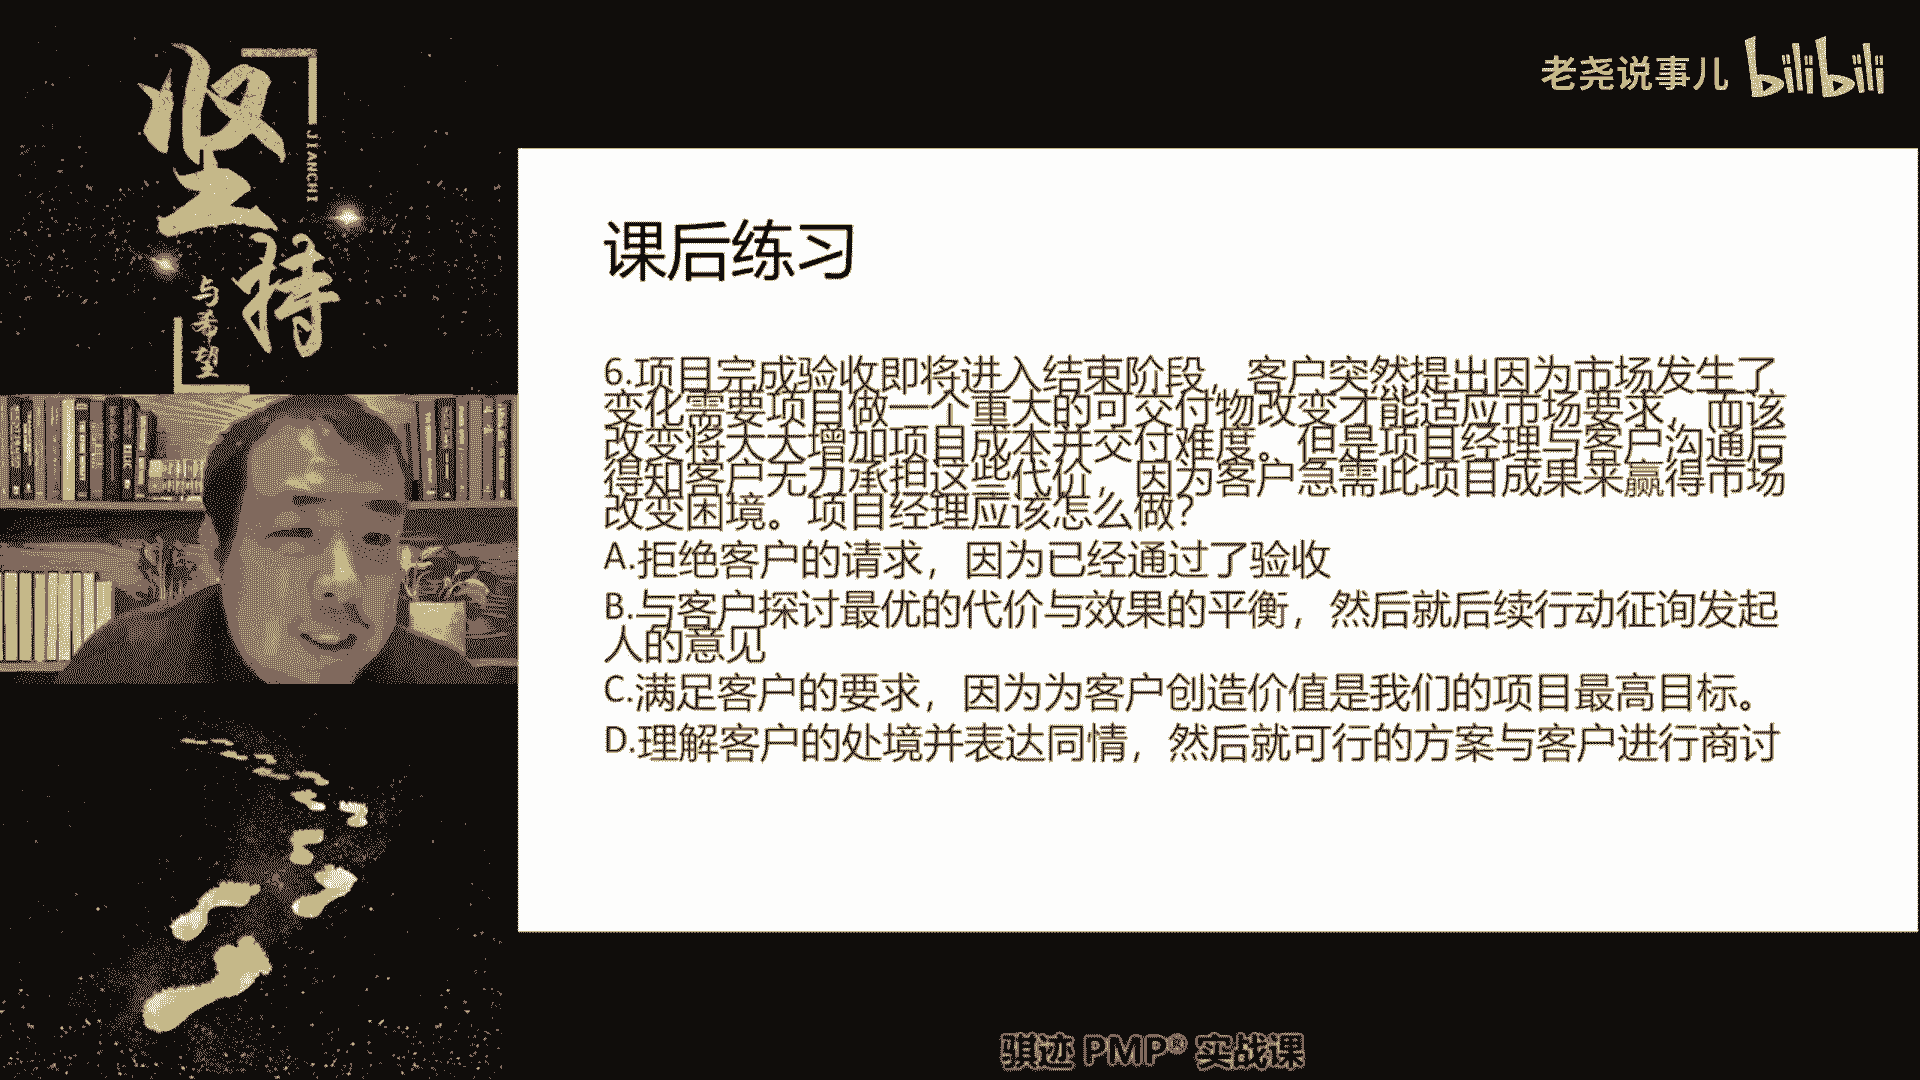 坚持
JIANCHI
与希望
老尧说事儿 bilibili
课后练习
6.项目完成验收即将进入结束阶段，客户突然提出因为市场发生了
变化需要项目做一个重大的可交付物改变才能适应市场要求，而该
改变将大大增加项目成本并交付难度。但是项目经理与客户沟通后
得知客户无力承担这些代价，因为客户急需此项目成果来赢得市场
改变困境。项目经理应该怎么做？
A.拒绝客户的请求，因为已经通过了验收
B.与客户探讨最优的代价与效果的平衡，然后就后续行动征询发起
人的意见
C.满足客户的要求，因为为客户创造价值是我们的项目最高目标。
D.理解客户的处境并表达同情，然后就可行的方案与客户进行商讨
骐迹 PMP® 实战课